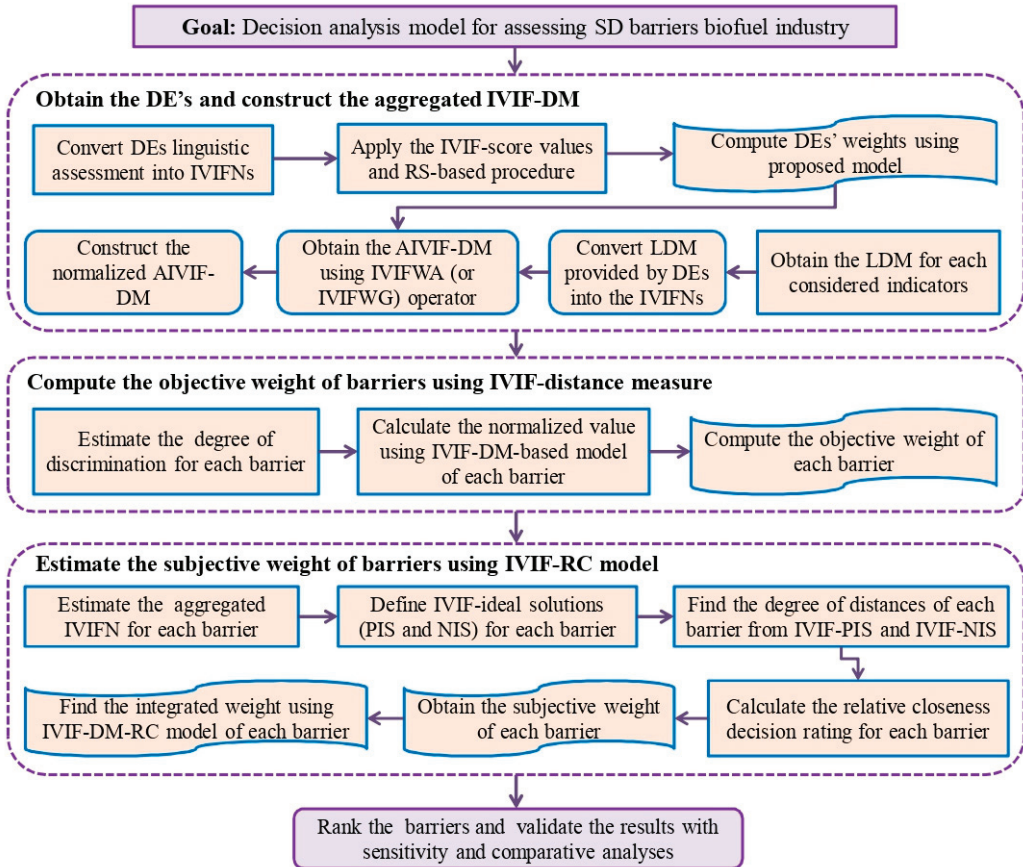 Goal: Decision analysis model for assessing SD barriers biofuel industry
Obtain the DE's and construct the aggregated IVIF-DM
Convert DEs linguistic
assessment into IVIFNs
Apply the IVIF-score values
and RS-based procedure
Compute DEs' weights using
proposed model
Construct the
normalized AIVIF-
DM
Obtain the AIVIF-DM
using IVIFWA (or
IVIFWG) operator
Convert LDM
provided by DEs
into the IVIFNs
Obtain the LDM for each
considered indicators
Compute the objective weight of barriers using IVIF-distance measure
Estimate the degree of
discrimination for each barrier
Calculate the normalized value
using IVIF-DM-based model
of each barrier
Compute the objective weight of
each barrier
Estimate the subjective weight of barriers using IVIF-RC model
Estimate the aggregated
IVIFN for each barrier
Define IVIF-ideal solutions
(PIS and NIS) for each barrier
Find the degree of distances of each
barrier from IVIF-PIS and IVIF-NIS
Find the integrated weight using
IVIF-DM-RC model of each barrier
Obtain the subjective weight
of each barrier
Calculate the relative closeness
decision rating for each barrier
Rank the barriers and validate the results with
sensitivity and comparative analyses